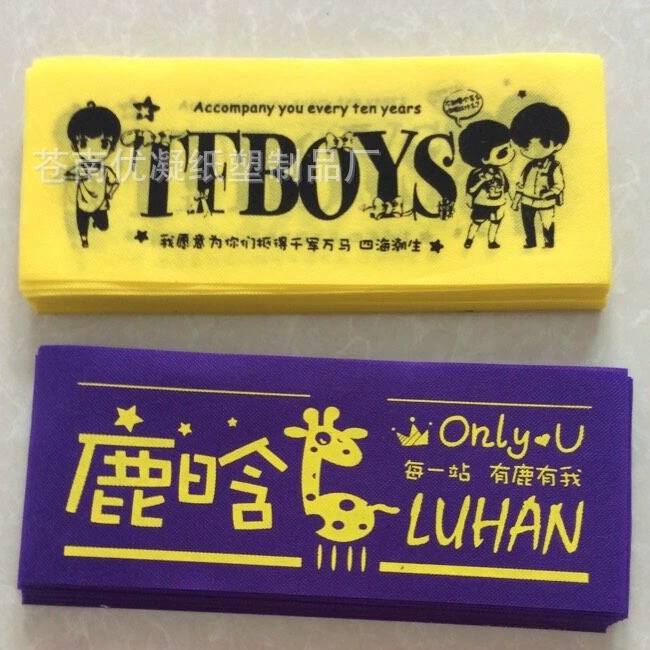 Accompany you every ten years
苍南优凝纸塑制品厂
TFBOYS
我愿意为你们抵得千军万马 四海潮生
鹿晗
Only U
每一站 有鹿有我
LUHAN